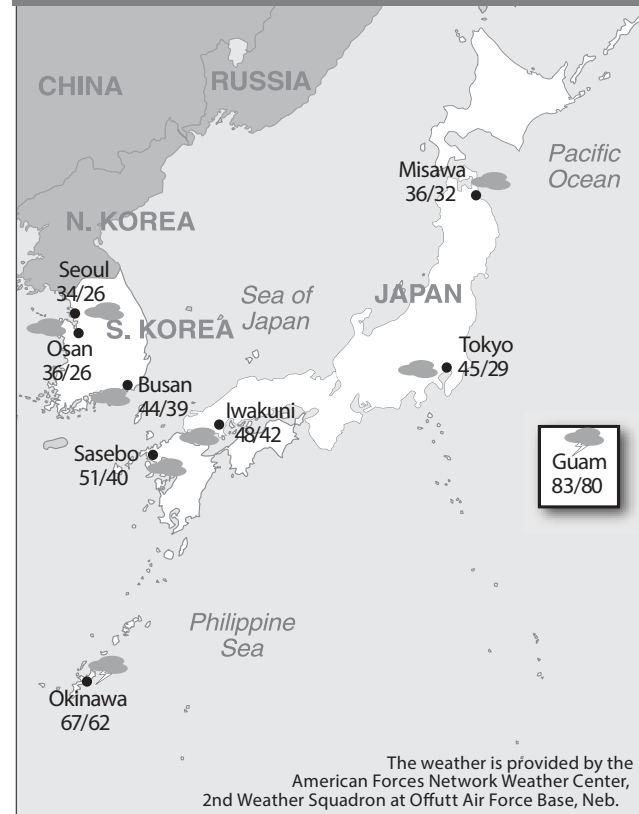 CHINA
RUSSIA
Pacific
Ocean
Misawa
36/32
N. KOREA
Seoul
34/26
Sea of
Japan
JAPAN
S. KOREA
Osan
36/26
Tokyo
45/29
Busan
44/39
Iwakuni
48/42
Sasebo
51/40
Guam
83/80
Philippine
Sea
Okinawa
67/62
The weather is provided by the
American Forces Network Weather Center,
2nd Weather Squadron at Offutt Air Force Base, Neb.